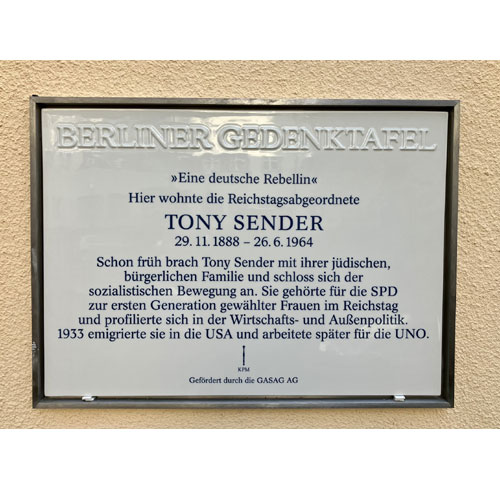 BERLINER GEDENKTAFEL
»Eine deutsche Rebellin«
Hier wohnte die Reichstagsabgeordnete
TONY SENDER
29. 11. 1888 – 26. 6. 1964
Schon früh brach Tony Sender mit ihrer jüdischen,
bürgerlichen Familie und schloss sich der
sozialistischen Bewegung an. Sie gehörte für die SPD
zur ersten Generation gewählter Frauen im Reichstag
und profilierte sich in der Wirtschafts- und Außenpolitik.
1933 emigrierte sie in die USA und arbeitete später für die UNO.
KPM
Gefördert durch die GASAG AG